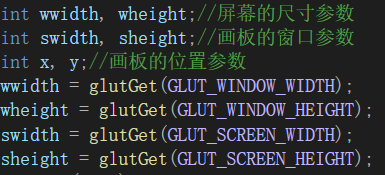 int wwidth, wheight;//屏幕的尺寸参数
int swidth, sheight;//画板的窗口参数
int x, y;//画板的位置参数
wwidth = glutGet(GLUT_WINDOW_WIDTH);
wheight = glutGet(GLUT_WINDOW_HEIGHT);
swidth = glutGet(GLUT_SCREEN_WIDTH);
sheight = glutGet(GLUT_SCREEN_HEIGHT);